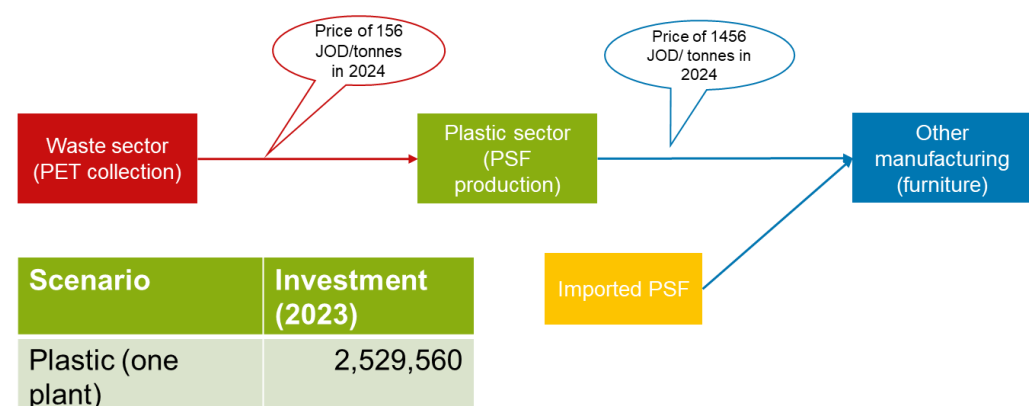 Price of 156
JOD/tonnes
in 2024
Price of 1456
JOD/ tonnes in
2024
Waste sector
(PET collection)
Plastic sector
(PSF
production)
Other
manufacturing
(furniture)
Imported PSF
Scenario
Investment
(2023)
Plastic (one
plant)
2,529,560